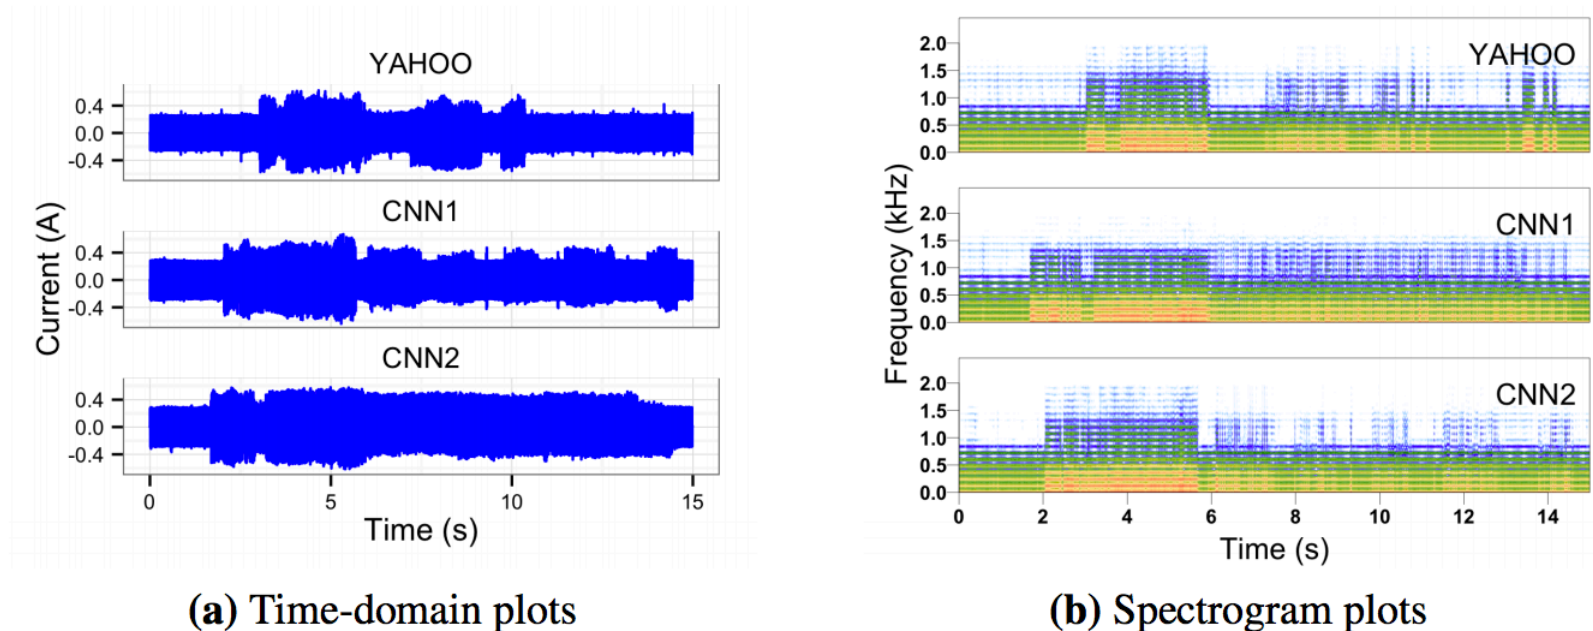 YAHOO
0.4
0.0
-0.4
CNN1
0.4
0.0
-0.4
CNN2
0.4
0.0
-0.4
0 5 10 15
Time (s)
Current (A)
(a) Time-domain plots
YAHOO
2.0
1.5
1.0
0.5
0.0
CNN1
2.0
1.5
1.0
0.5
0.0
CNN2
2.0
1.5
1.0
0.5
0.0
0 2 4 6 8 10 12 14
Time (s)
Frequency (kHz)
(b) Spectrogram plots